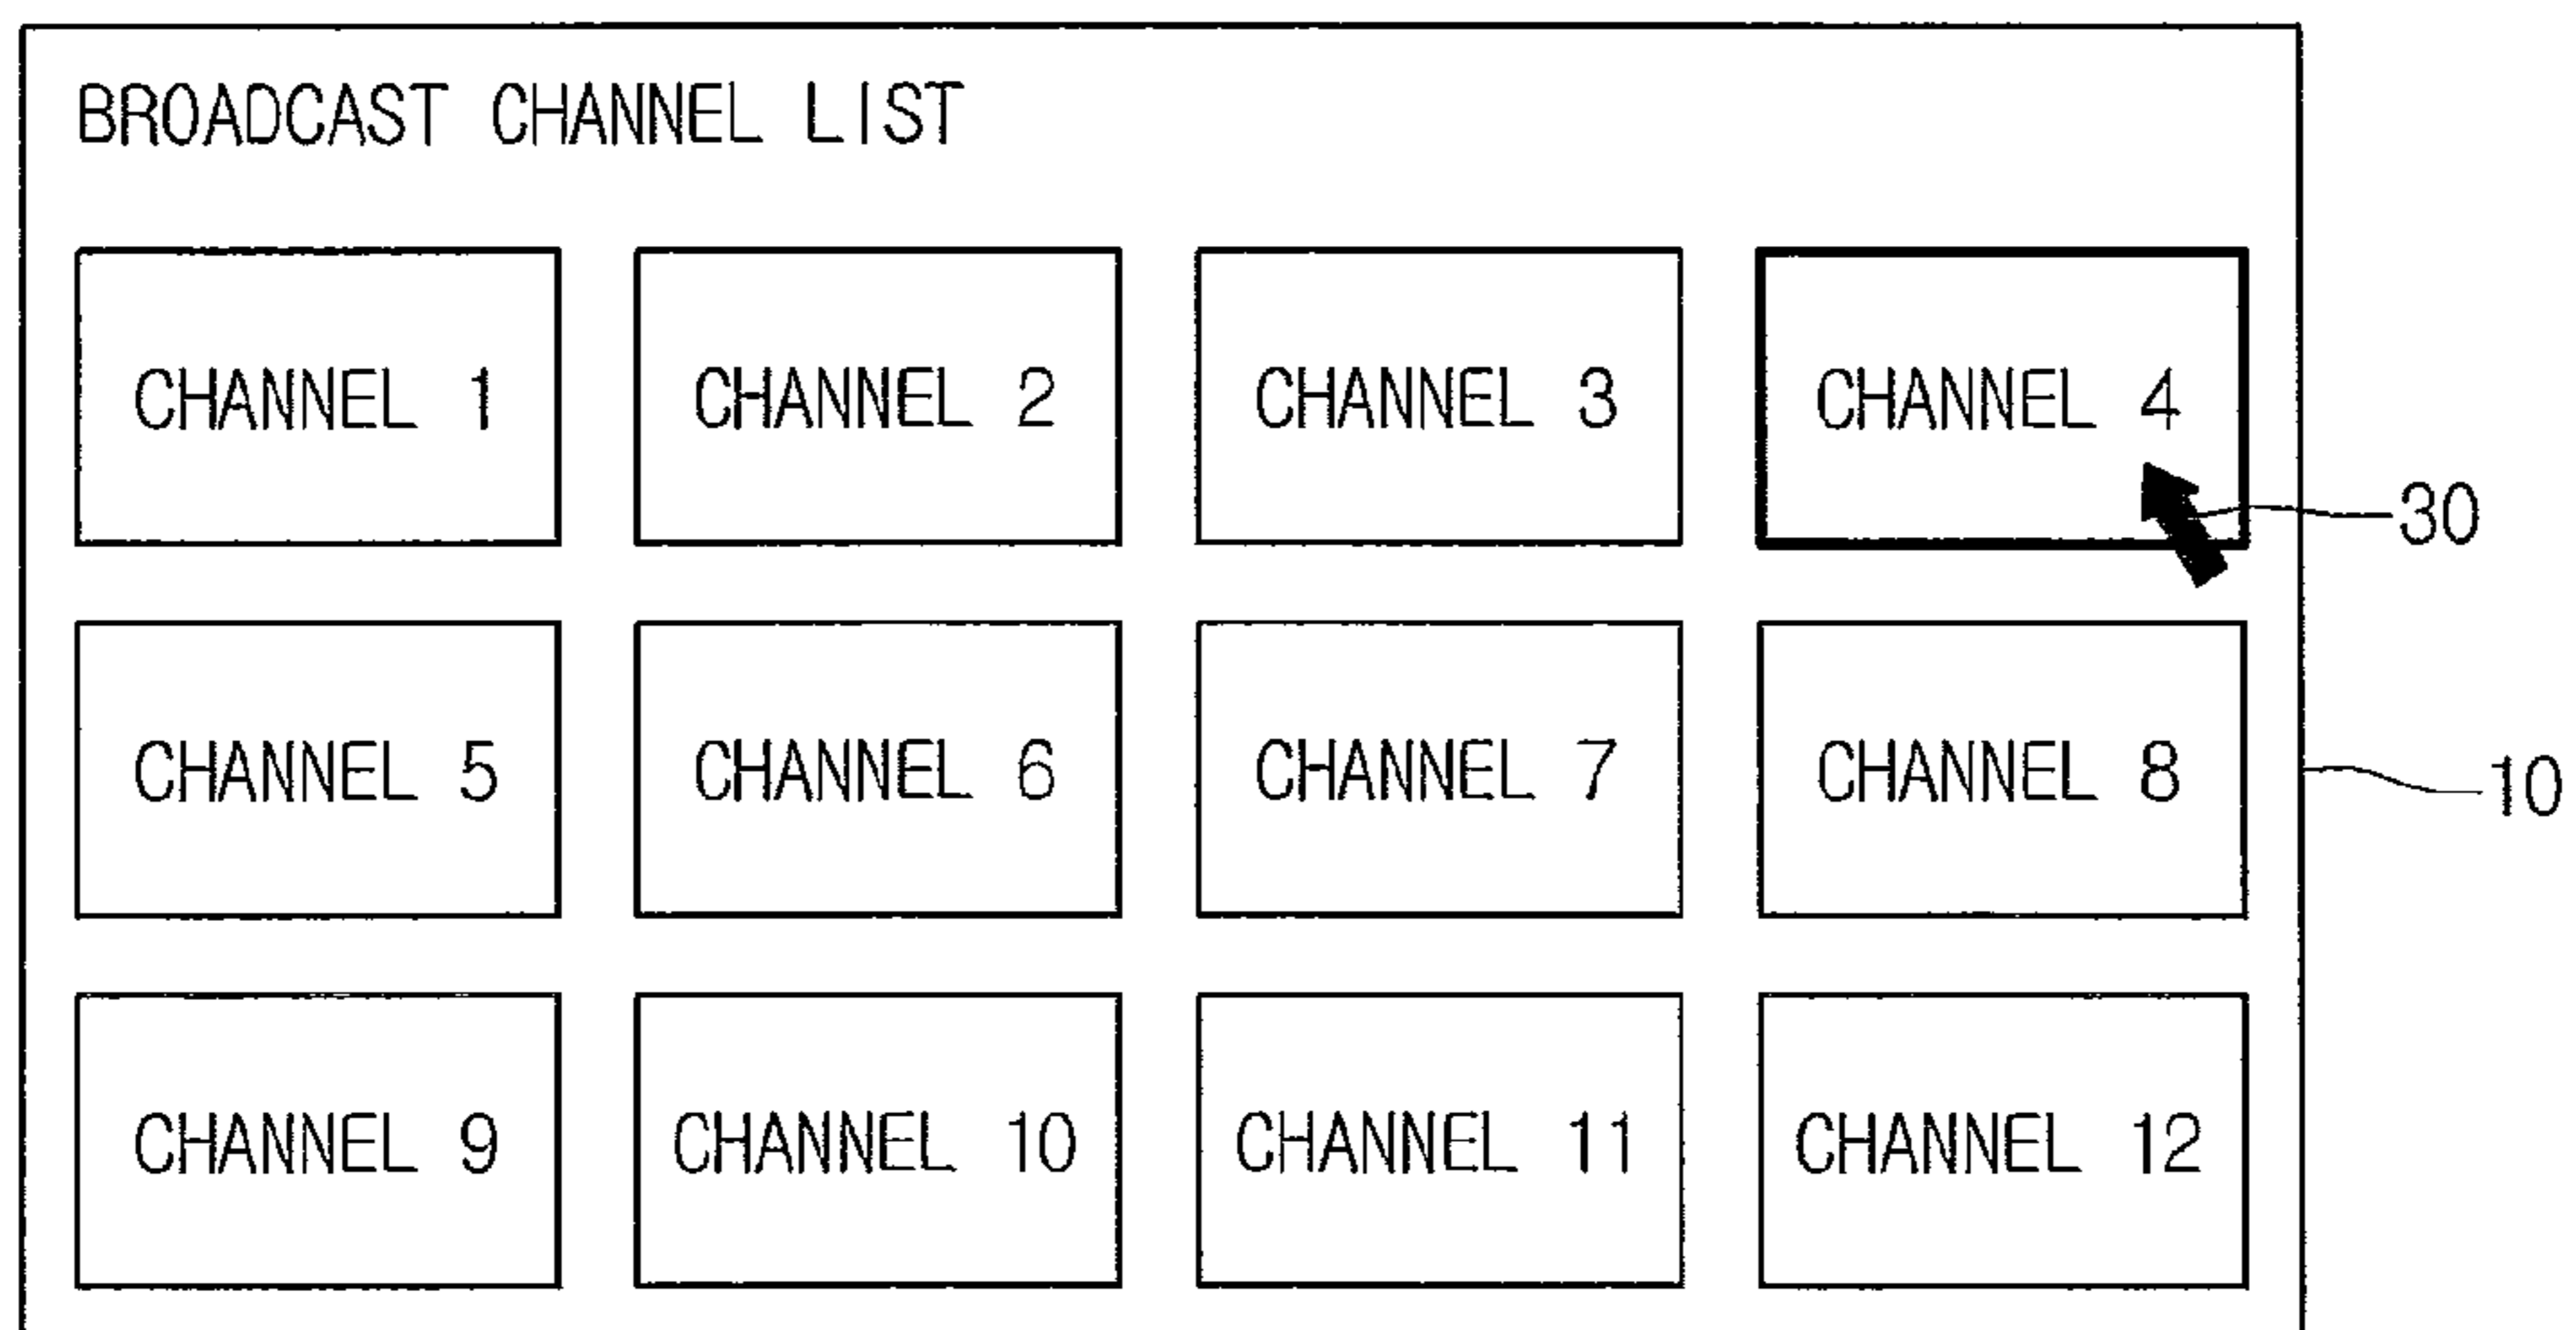 BROADCAST CHANNEL LIST
CHANNEL 1 CHANNEL 2 CHANNEL 3 CHANNEL 4
30
CHANNEL 5 CHANNEL 6 CHANNEL 7 CHANNEL 8
10
CHANNEL 9 CHANNEL 10 CHANNEL 11 CHANNEL 12